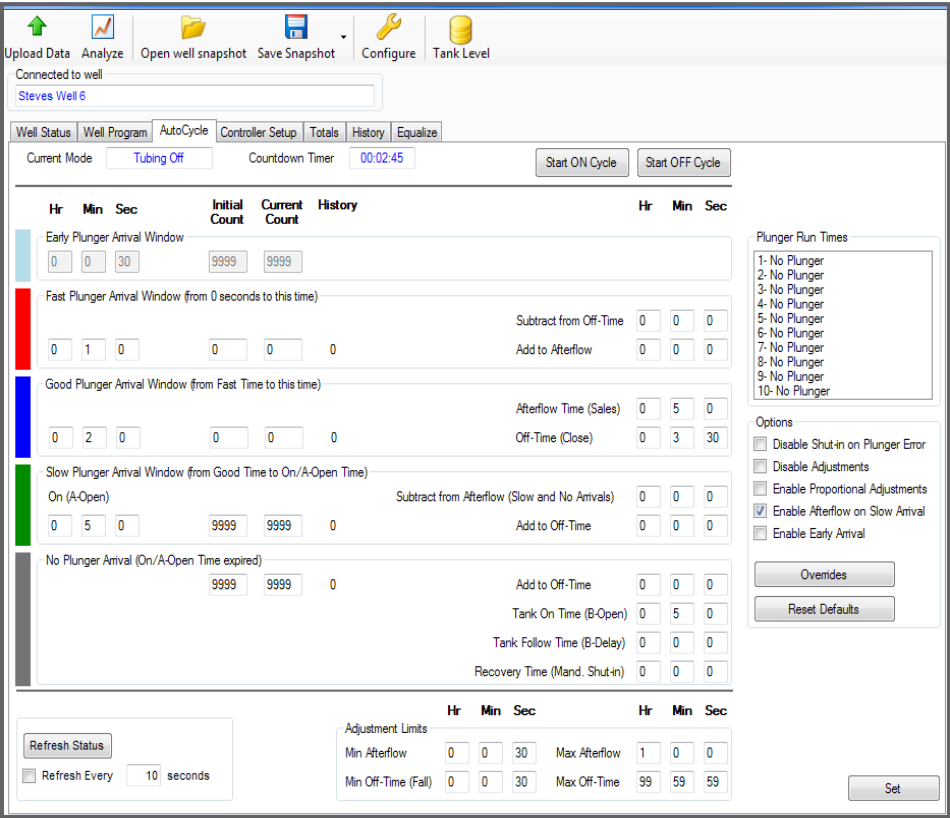 Upload Data Analyze Open well snapshot Save Snapshot Configure Tank Level
Connected to well
Steves Well 6
Well Status Well Program AutoCycle Controller Setup Totals History Equalize
Current Mode Tubing Off Countdown Timer 00:02:45 Start ON Cycle Start OFF Cycle
Hr Min Sec Initial Count Current Count History Hr Min Sec
Early Plunger Arrival Window
0 0 30 9999 9999
Fast Plunger Arrival Window (from 0 seconds to this time)
Subtract from Off-Time 0 0 0
0 1 0 0 0 0 Add to Afterflow 0 0 0
Good Plunger Arrival Window (from Fast Time to this time)
Afterflow Time (Sales) 0 5 0
0 2 0 0 0 0 Off-Time (Close) 0 3 30
Slow Plunger Arrival Window (from Good Time to On/A-Open Time)
On (A-Open) Subtract from Afterflow (Slow and No Arrivals) 0 0 0
0 5 0 9999 9999 0 Add to Off-Time 0 0 0
No Plunger Arrival (On/A-Open Time expired)
9999 9999 0 Add to Off-Time 0 0 0
Tank On Time (B-Open) 0 5 0
Tank Follow Time (B-Delay) 0 0 0
Recovery Time (Mand. Shut-in) 0 0 0
Plunger Run Times
1- No Plunger
2- No Plunger
3- No Plunger
4- No Plunger
5- No Plunger
6- No Plunger
7- No Plunger
8- No Plunger
9- No Plunger
10- No Plunger
Options
Disable Shut-in on Plunger Error
Disable Adjustments
Enable Proportional Adjustments
Enable Afterflow on Slow Arrival
Enable Early Arrival
Overrides
Reset Defaults
Refresh Status
Refresh Every 10 seconds
Hr Min Sec Hr Min Sec
Adjustment Limits
Min Afterflow 0 0 30 Max Afterflow 1 0 0
Min Off-Time (Fall) 0 0 30 Max Off-Time 99 59 59
Set